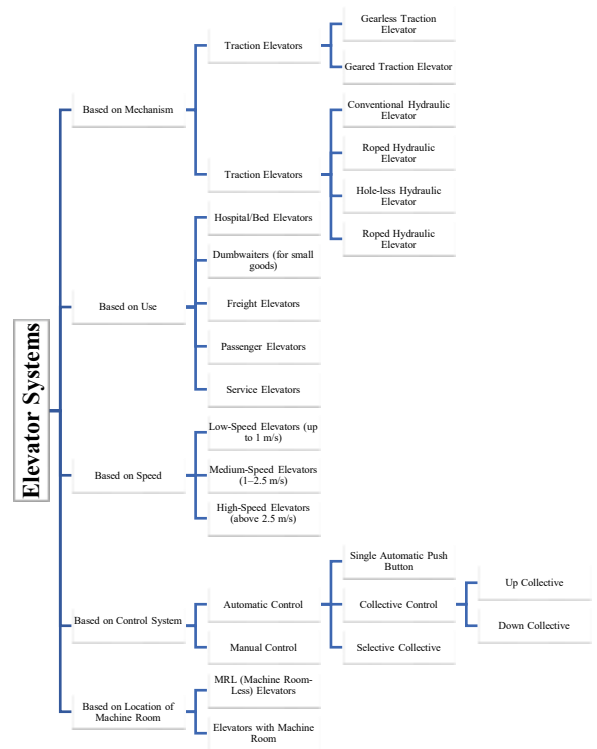 Elevator Systems
Based on Mechanism
Traction Elevators
Gearless Traction
Elevator
Geared Traction Elevator
Traction Elevators
Conventional Hydraulic
Elevator
Roped Hydraulic
Elevator
Hole-less Hydraulic
Elevator
Roped Hydraulic
Elevator
Based on Use
Hospital/Bed Elevators
Dumbwaiters (for small
goods)
Freight Elevators
Passenger Elevators
Service Elevators
Based on Speed
Low-Speed Elevators (up
to 1 m/s)
Medium-Speed Elevators
(1–2.5 m/s)
High-Speed Elevators
(above 2.5 m/s)
Based on Control System
Automatic Control
Single Automatic Push
Button
Collective Control
Up Collective
Down Collective
Selective Collective
Manual Control
Based on Location of
Machine Room
MRL (Machine Room-
Less) Elevators
Elevators with Machine
Room